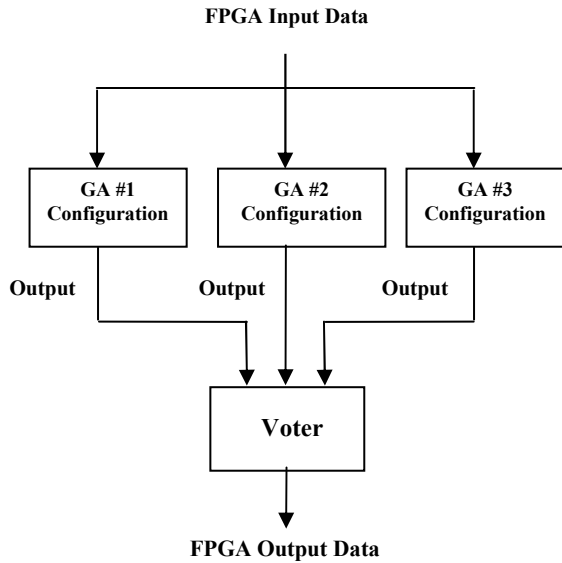 FPGA Input Data
GA #1
Configuration
GA #2
Configuration
GA #3
Configuration
Output
Output
Output
Voter
FPGA Output Data